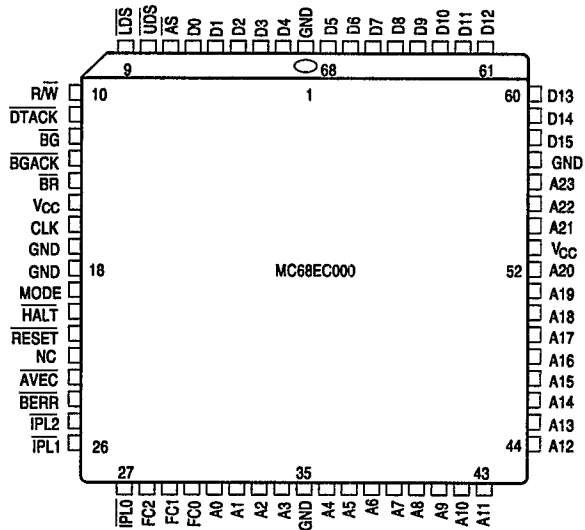 LDS UDS AS D0 D1 D2 D3 D4 GND D5 D6 D7 D8 D9 D10 D11 D12
9 68 61
R/W 10 1 60 D13
DTACK D14
BG D15
BGACK GND
BR A23
VCC A22
CLK A21
GND VCC
GND 18 MC68EC000 52 A20
MODE A19
HALT A18
RESET A17
NC A16
AVEC A15
BERR A14
IPL2 A13
IPL1 26 44 A12
27 35 43
IPL0 FC2 FC1 FC0 A0 A1 A2 A3 GND A4 A5 A6 A7 A8 A9 A10 A11